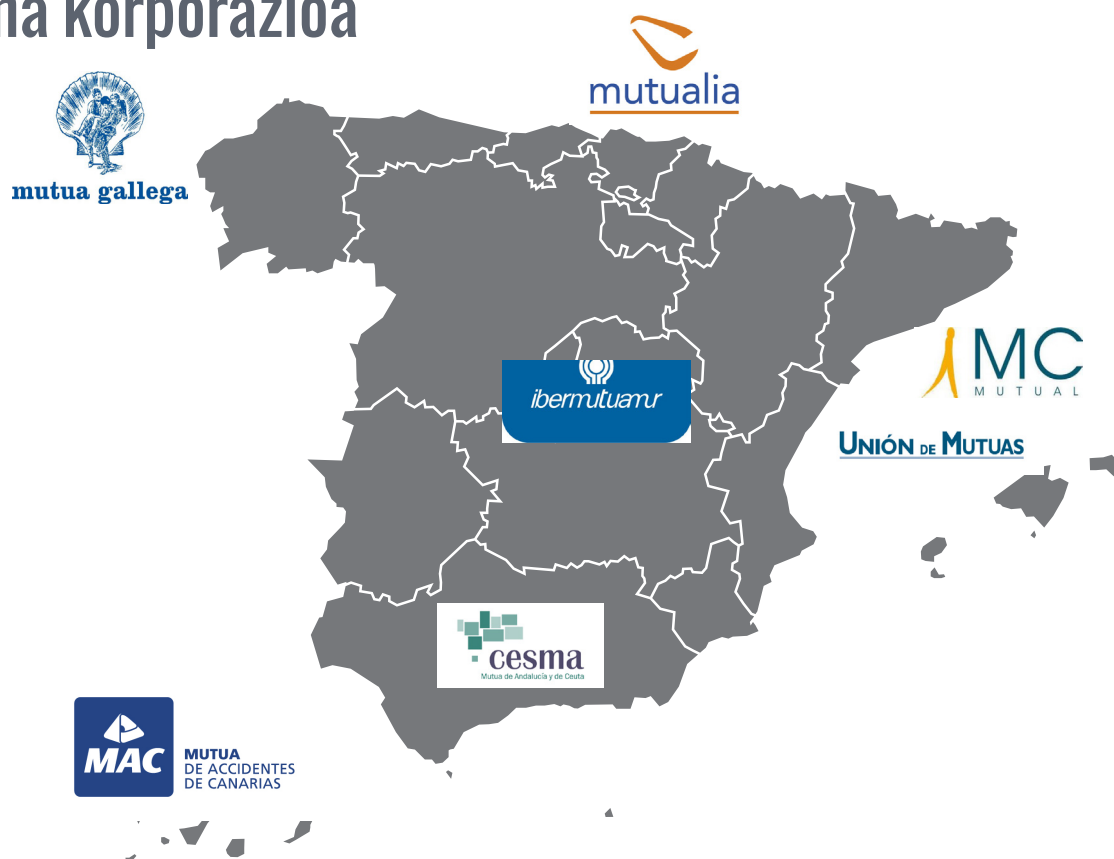 na korporazioa
mutualia
mutua gallega
MC
MUTUAL
ibermutuamur
UNIÓN DE MUTUAS
cesma
Mutua de Andalucía y de Ceuta
MAC
MUTUA
DE ACCIDENTES
DE CANARIAS